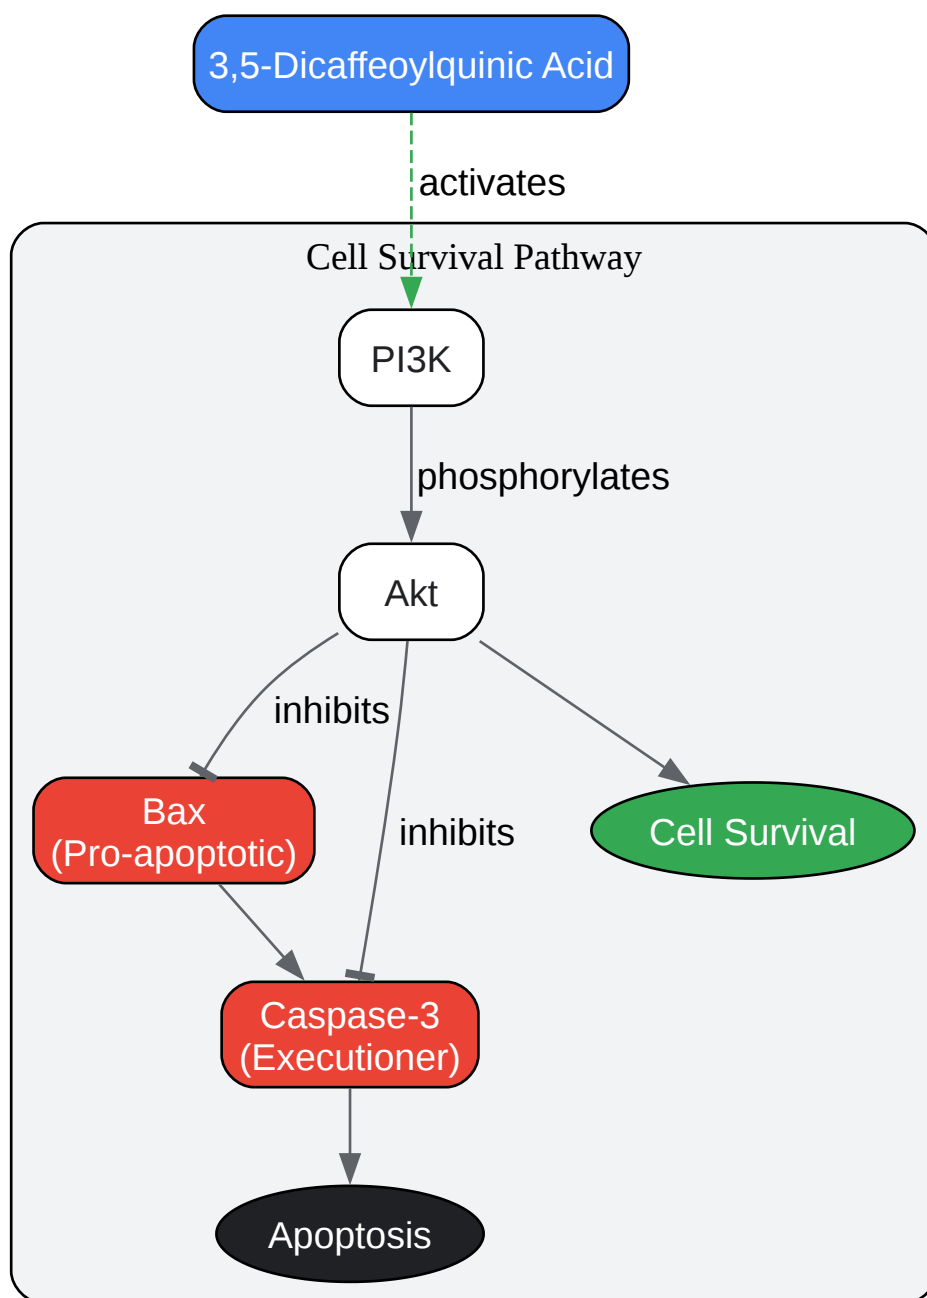 3,5-Dicaffeoylquinic Acid
activates
Cell Survival Pathway
PI3K
phosphorylates
Akt
inhibits
Bax
(Pro-apoptotic)
inhibits
Cell Survival
Caspase-3
(Executioner)
Apoptosis